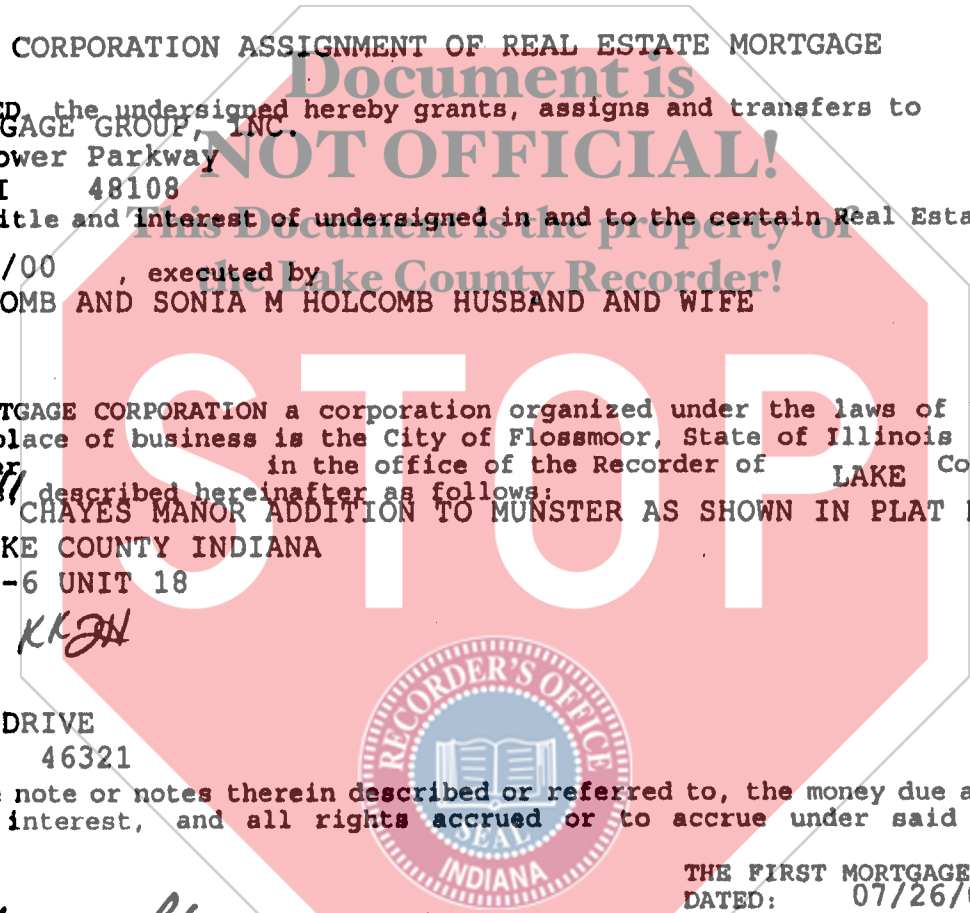 CORPORATION ASSIGNMENT OF REAL ESTATE MORTGAGE
Document is
the undersigned hereby grants, assigns and transfers to
GAGE GROUP, INC.
ower Parkway
NOT OFFICIAL!
I 48108
itle and interest of undersigned in and to the certain Real Esta
This Document is the property of
/00 , executed by
the Lake County Recorder!
OMB AND SONIA M HOLCOMB HUSBAND AND WIFE
STOP
TGAGE CORPORATION a corporation organized under the laws of
place of business is the City of Flossmoor, State of Illinois
in the office of the Recorder of LAKE Co
described hereinafter as follows:
CHAYES MANOR ADDITION TO MUNSTER AS SHOWN IN PLAT
KE COUNTY INDIANA
-6 UNIT 18
RECORDER'S OFFICE
DRIVE
46321
note or notes therein described or referred to, the money due a
interest, and all rights accrued or to accrue under said
SEAL
INDIANA
THE FIRST MORTGAGE
DATED: 07/26/